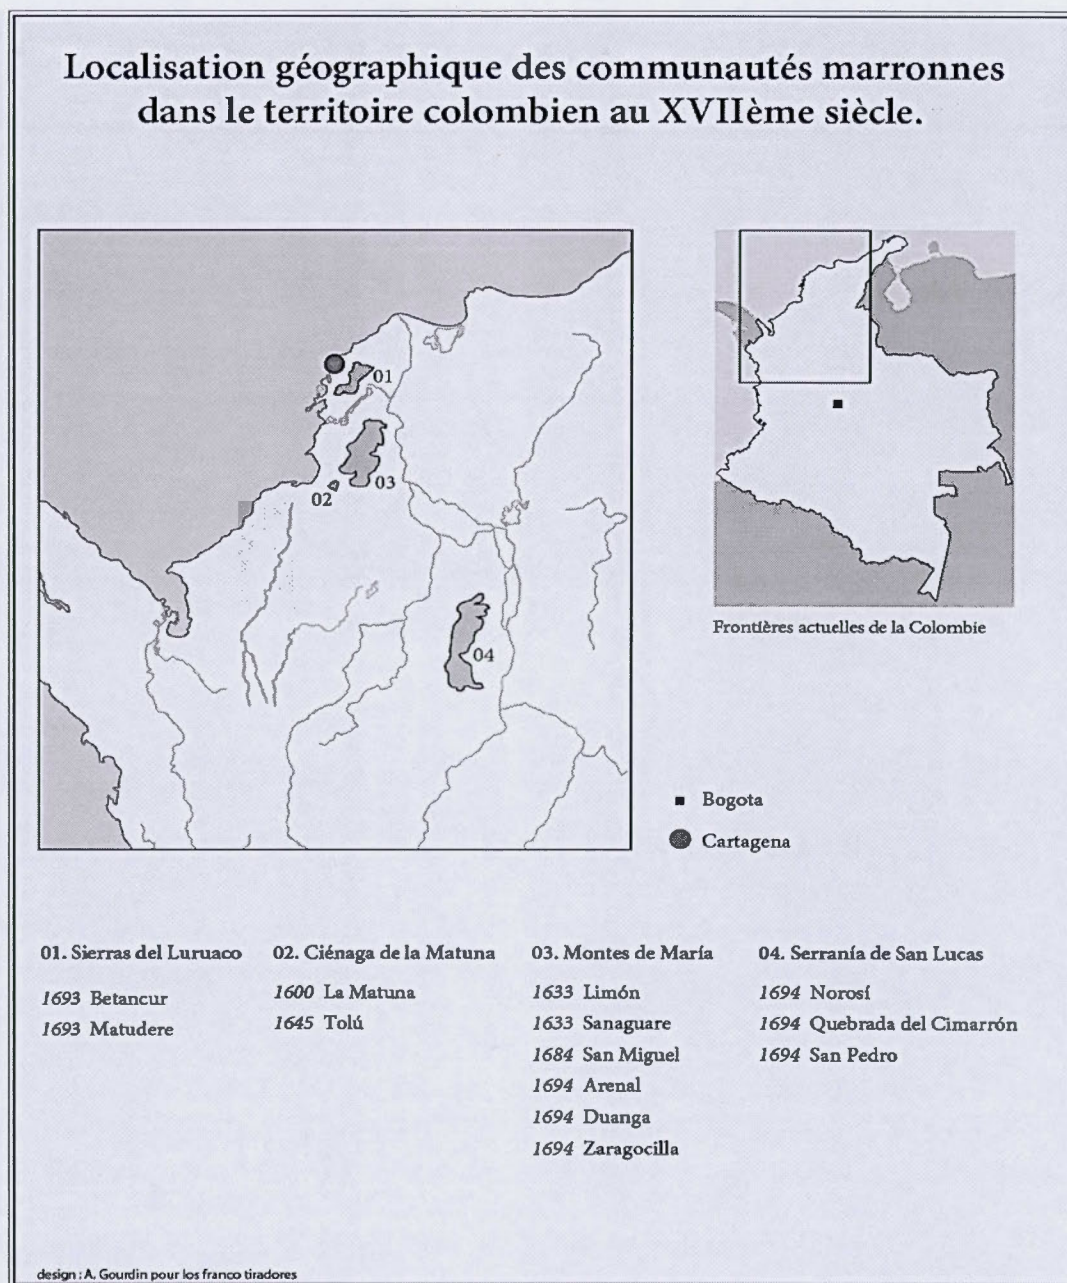 Localisation géographique des communautés marronnes
dans le territoire colombien au XVIIème siècle.
01
02
03
04
Frontières actuelles de la Colombie
Bogota
Cartagena
01. Sierras del Luruaco
1693 Betancur
1693 Matudere
02. Ciénaga de la Matuna
1600 La Matuna
1645 Tolú
03. Montes de María
1633 Limón
1633 Sanaguare
1684 San Miguel
1694 Arenal
1694 Duanga
1694 Zaragocilla
04. Serranía de San Lucas
1694 Norosí
1694 Quebrada del Cimarrón
1694 San Pedro
design : A. Gourdin pour los franco tiradores